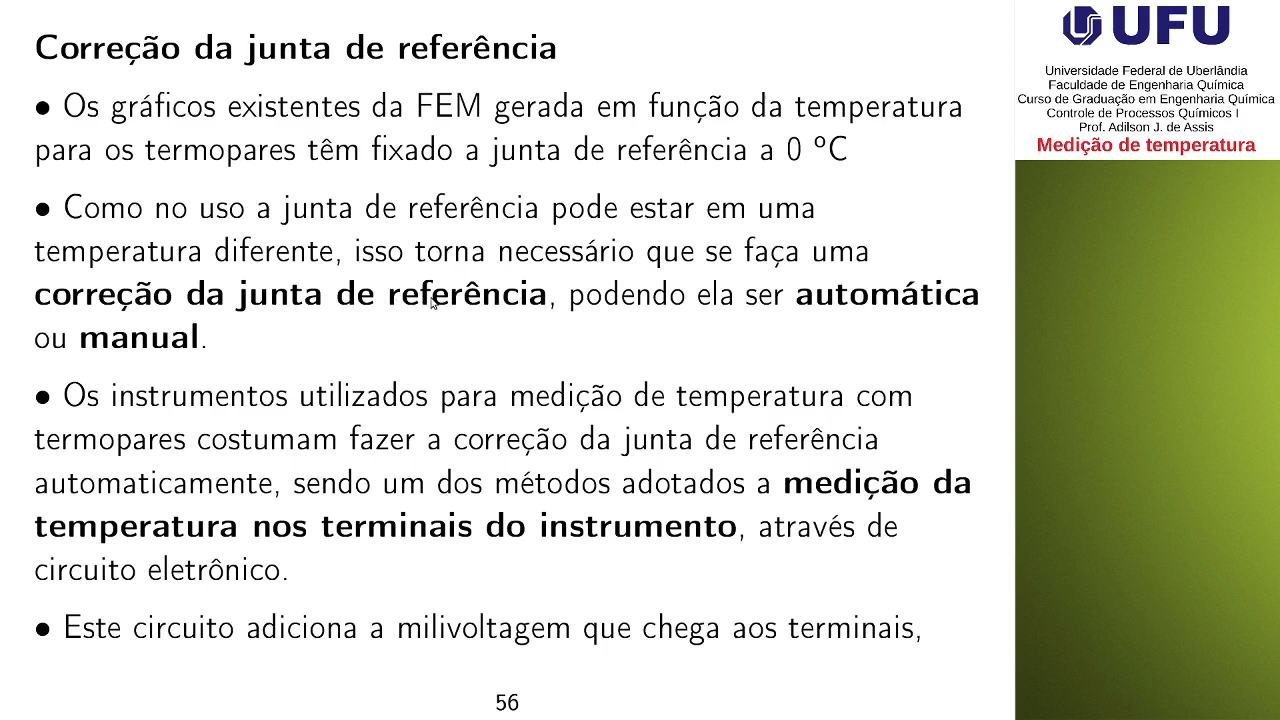 Correção da junta de referência
• Os gráficos existentes da FEM gerada em função da temperatura
para os termopares têm fixado a junta de referência a 0 ºC
• Como no uso a junta de referência pode estar em uma
temperatura diferente, isso torna necessário que se faça uma
correção da junta de referência, podendo ela ser automática
ou manual.
• Os instrumentos utilizados para medição de temperatura com
termopares costumam fazer a correção da junta de referência
automaticamente, sendo um dos métodos adotados a medição da
temperatura nos terminais do instrumento, através de
circuito eletrônico.
• Este circuito adiciona a milivoltagem que chega aos terminais,
56
UFU
Universidade Federal de Uberlândia
Faculdade de Engenharia Química
Curso de Graduação em Engenharia Química
Controle de Processos Químicos I
Prof. Adilson J. de Assis
Medição de temperatura